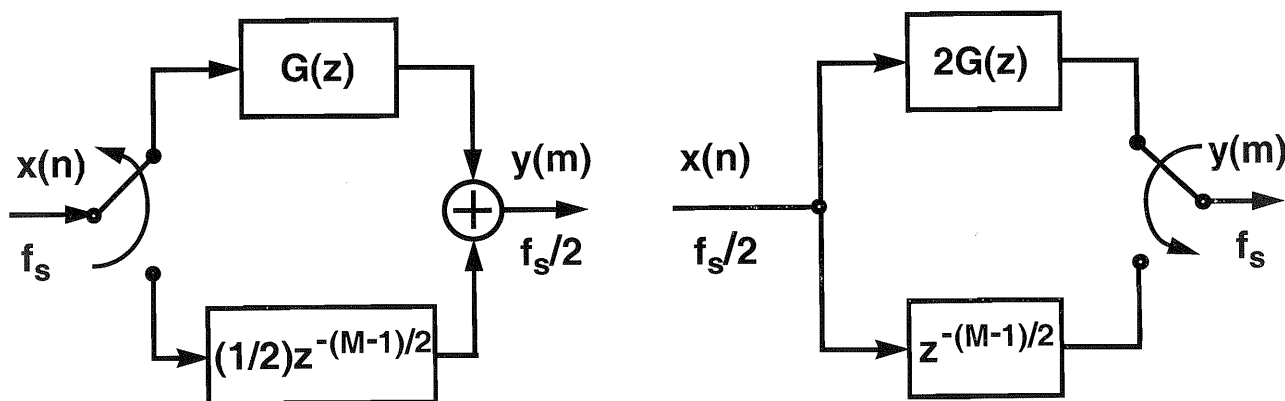 G(z)
x(n)
f_s
y(m)
f_s/2
(1/2)z^-(M-1)/2
2G(z)
x(n)
f_s/2
y(m)
f_s
z^-(M-1)/2